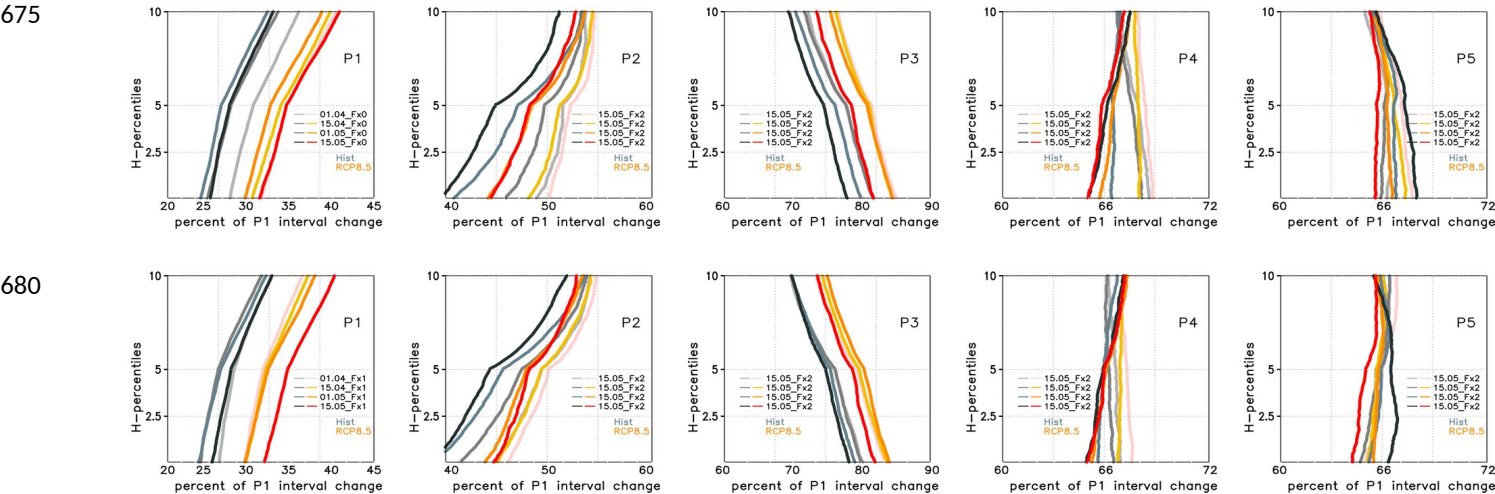 675
10
5
2.5
H-percentiles
P1
01.04_Fx0
15.04_Fx0
01.05_Fx0
15.05_Fx0
Hist
RCP8.5
20 25 30 35 40 45
percent of P1 interval change
10
5
2.5
H-percentiles
P2
15.05_Fx2
15.05_Fx2
15.05_Fx2
15.05_Fx2
Hist
RCP8.5
40 50 60
percent of P1 interval change
10
5
2.5
H-percentiles
P3
15.05_Fx2
15.05_Fx2
15.05_Fx2
15.05_Fx2
Hist
RCP8.5
60 70 80 90
percent of P1 interval change
10
5
2.5
H-percentiles
P4
15.05_Fx2
15.05_Fx2
15.05_Fx2
15.05_Fx2
Hist
RCP8.5
60 66 72
percent of P1 interval change
10
5
2.5
H-percentiles
P5
15.05_Fx2
15.05_Fx2
15.05_Fx2
15.05_Fx2
Hist
RCP8.5
60 66 72
percent of P1 interval change
680
10
5
2.5
H-percentiles
P1
01.04_Fx1
15.04_Fx1
01.05_Fx1
15.05_Fx1
Hist
RCP8.5
20 25 30 35 45
percent of P1 interval change
10
5
2.5
H-percentiles
P2
15.05_Fx2
15.05_Fx2
15.05_Fx2
15.05_Fx2
Hist
RCP8.5
40 50 60
percent of P1 interval change
10
5
2.5
H-percentiles
P3
15.05_Fx2
15.05_Fx2
15.05_Fx2
15.05_Fx2
Hist
RCP8.5
60 70 80 90
percent of P1 interval change
10
5
2.5
H-percentiles
P4
15.05_Fx2
15.05_Fx2
15.05_Fx2
15.05_Fx2
Hist
RCP8.5
60 66 72
percent of P1 interval change
10
5
2.5
H-percentiles
P5
15.05_Fx2
15.05_Fx2
15.05_Fx2
15.05_Fx2
Hist
RCP8.5
60 66 72
percent of P1 interval change